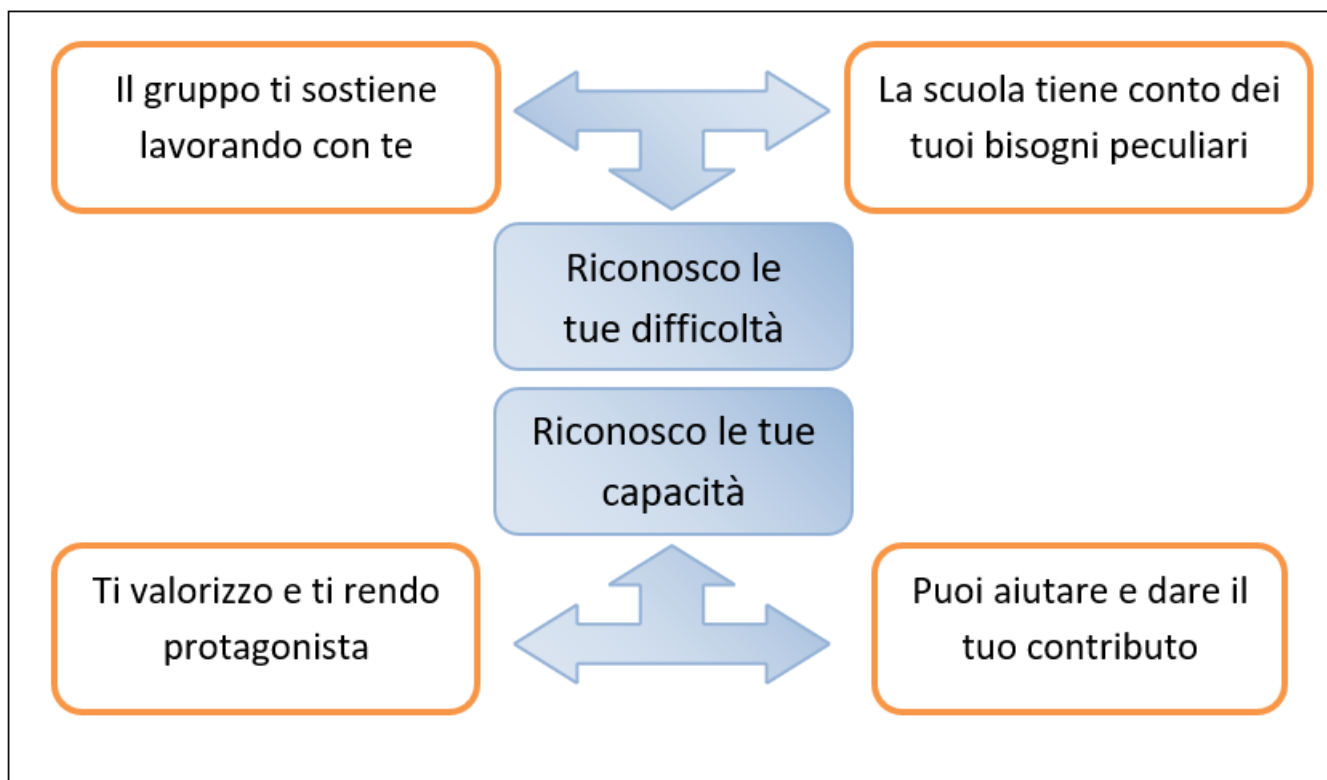 Il gruppo ti sostiene
lavorando con te
La scuola tiene conto dei
tuoi bisogni peculiari
Riconosco le
tue difficoltà
Riconosco le tue
capacità
Ti valorizzo e ti rendo
protagonista
Puoi aiutare e dare il
tuo contributo